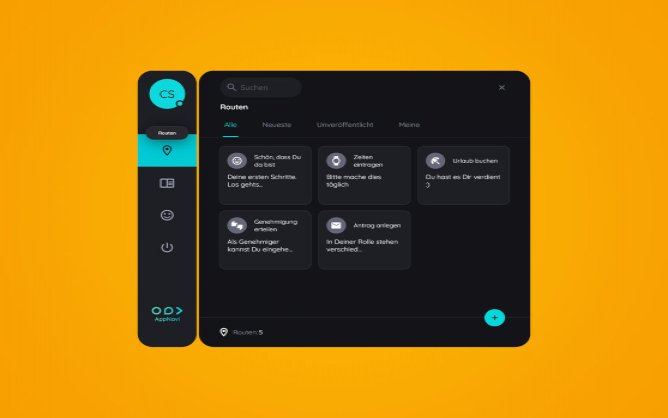 CS
Suchen
Routen
Routen
Alle
Neueste
Unveröffentlicht
Meine
Schön, dass Du
da bist
Deine ersten Schritte.
Los gehts...
Zeiten
eintragen
Bitte mache dies
täglich
Urlaub buchen
Du hast es Dir verdient
:)
Genehmigung
erteilen
Als Genehmiger
kannst Du eingehe...
Antrag anlegen
In Deiner Rolle stehen
verschied...
AppNavi
Routen: 5